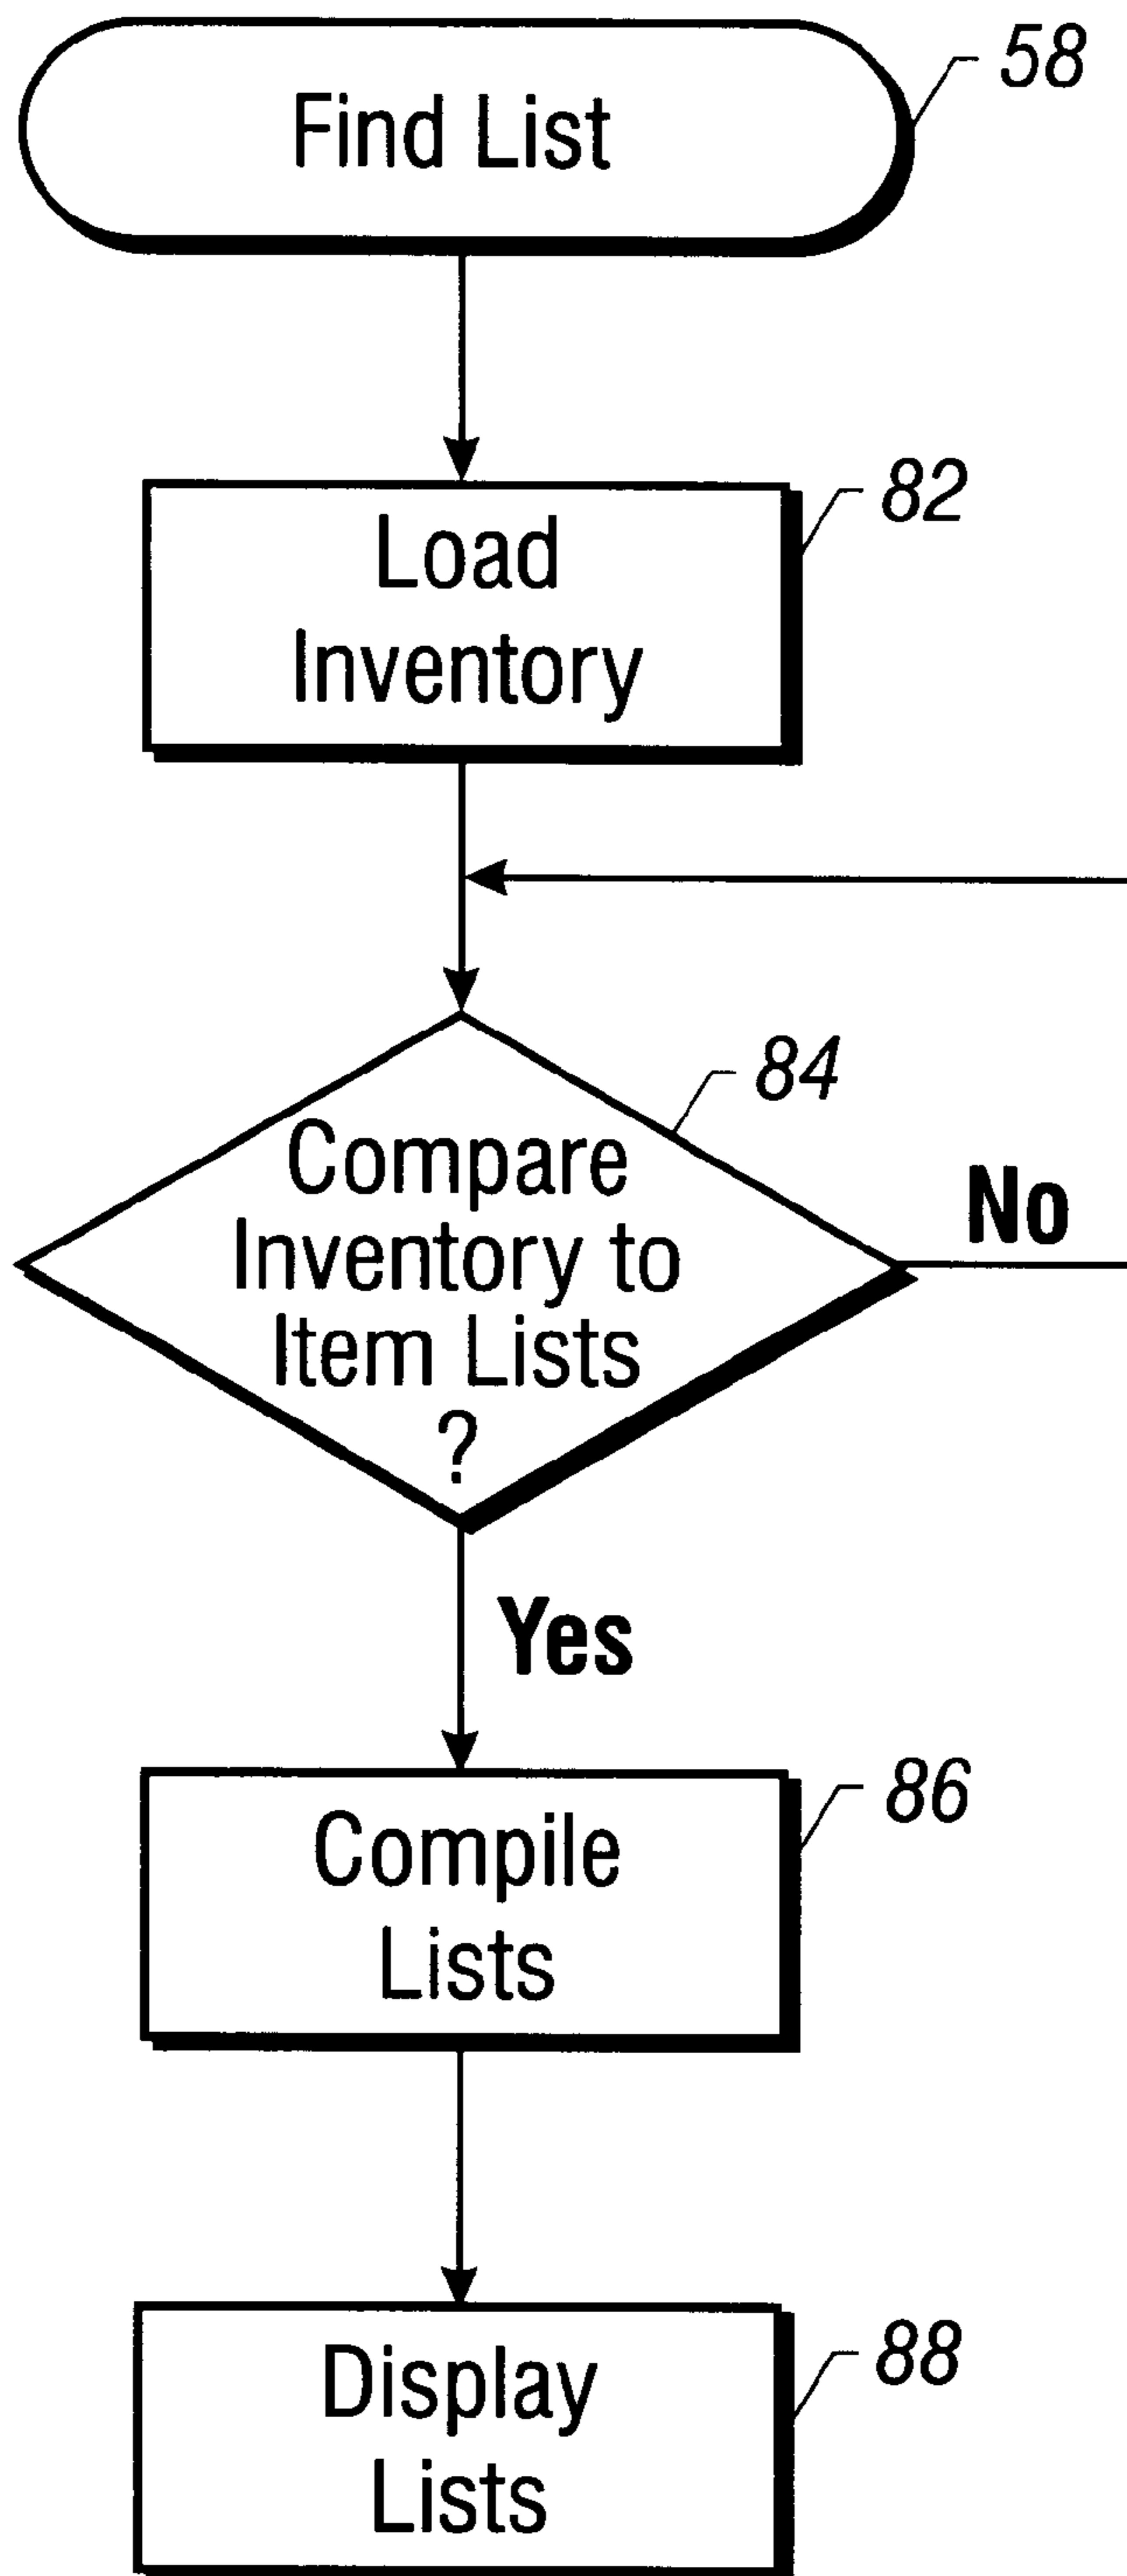 Find List
58
Load
Inventory
82
Compare
Inventory to
Item Lists
?
84
No
Yes
Compile
Lists
86
Display
Lists
88